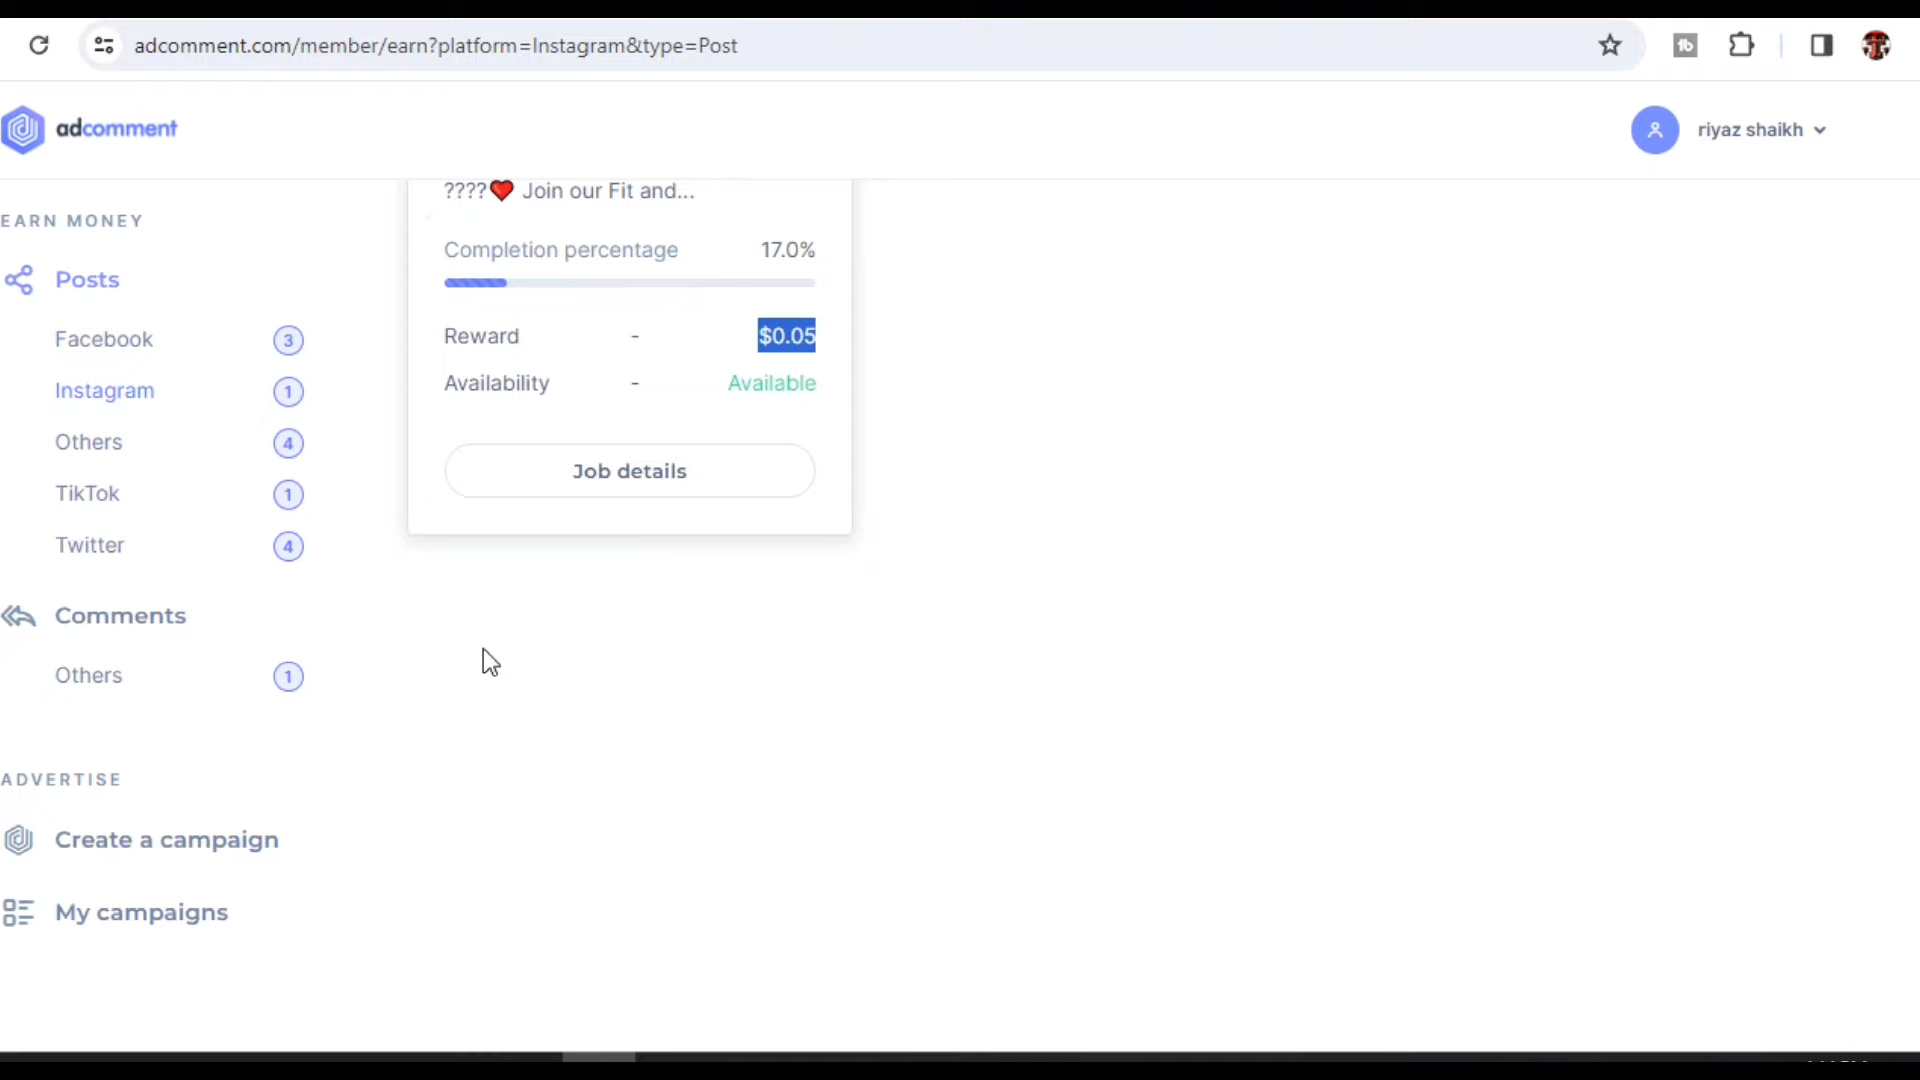 adcomment.com/member/earn?platform=Instagram&type=Post
adcomment
riyaz shaikh
EARN MONEY
Posts
Facebook 3
Instagram 1
Others 4
TikTok 1
Twitter 4
Comments
Others 1
ADVERTISE
Create a campaign
My campaigns
????❤️ Join our Fit and...
Completion percentage 17.0%
Reward - $0.05
Availability - Available
Job details